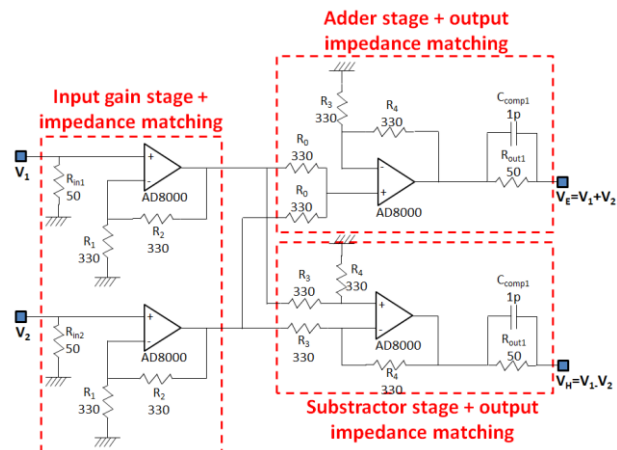 Adder stage + output
impedance matching
Input gain stage +
impedance matching
R3
330
R4
330
Ccomp1
1p
V1
Rin1
50
+
-
AD8000
R0
330
R0
330
-
+
AD8000
Rout1
50
VE=V1+V2
R1
330
R2
330
R3
330
R4
330
Ccomp1
1p
V2
Rin2
50
+
-
AD8000
R3
330
+
-
AD8000
Rout1
50
R1
330
R2
330
R4
330
VH=V1.V2
Substractor stage + output
impedance matching